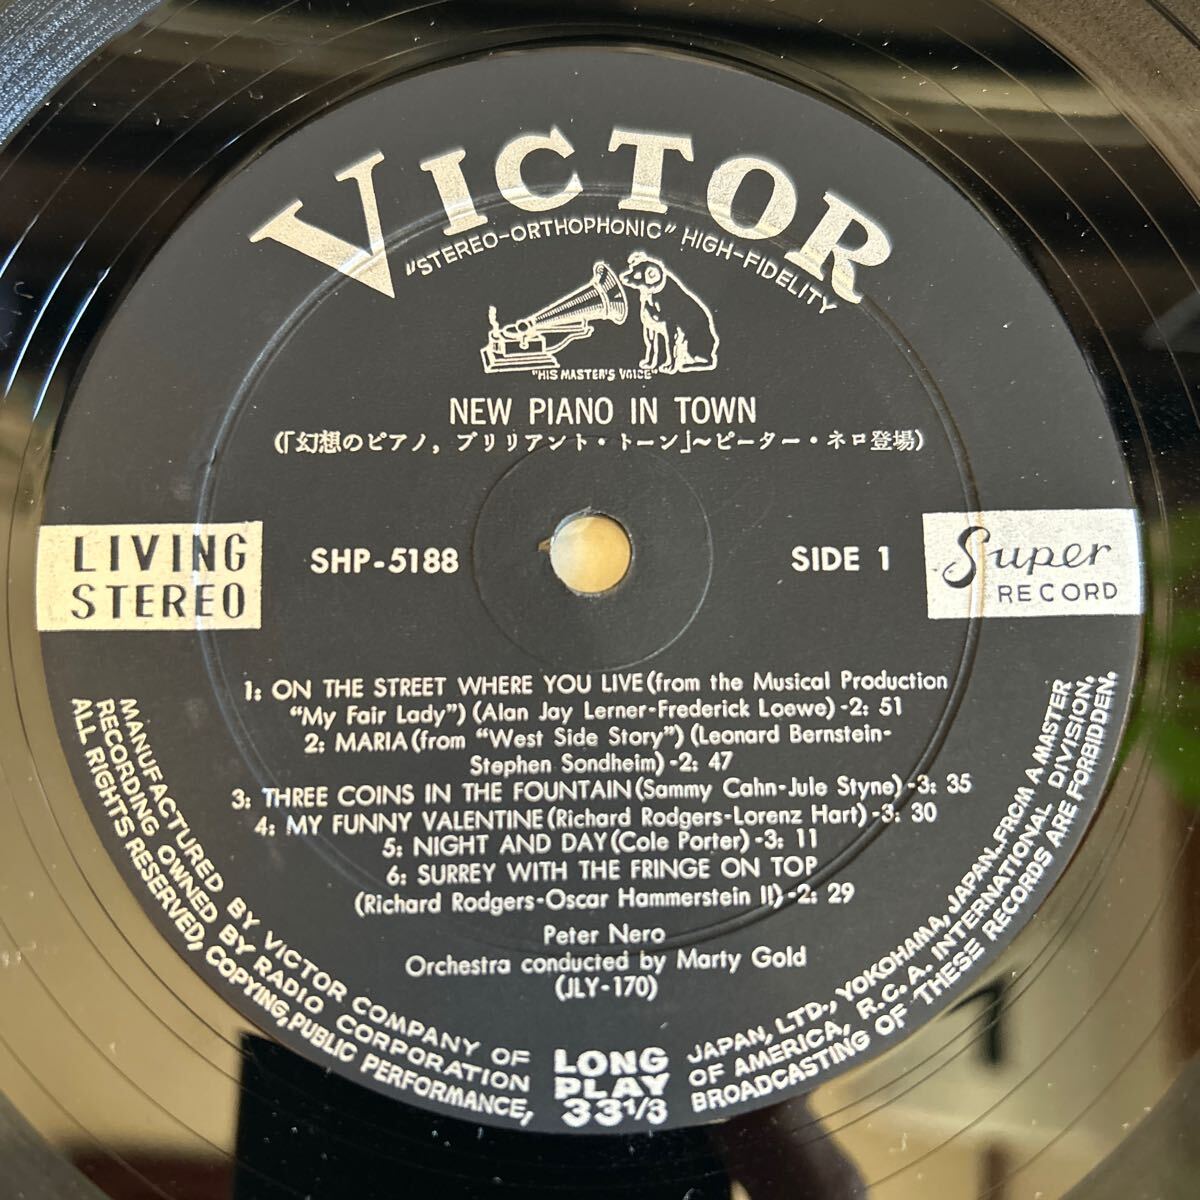 VICTOR
"STEREO-ORTHOPHONIC" HIGH-FIDELITY
"HIS MASTER'S VOICE"
NEW PIANO IN TOWN
(「幻想のピアノ, ブリリアント・トーン」～ピーター・ネロ登場)
LIVING
STEREO
SHP-5188
SIDE 1
Super
RECORD
1: ON THE STREET WHERE YOU LIVE(from the Musical Production
"My Fair Lady") (Alan Jay Lerner-Frederick Loewe)-2: 51
2: MARIA(from "West Side Story") (Leonard Bernstein-
Stephen Sondheim)-2: 47
3: THREE COINS IN THE FOUNTAIN(Sammy Cahn-Jule Styne)-3: 35
4: MY FUNNY VALENTINE(Richard Rodgers-Lorenz Hart)-3: 30
5: NIGHT AND DAY(Cole Porter)-3: 11
6: SURREY WITH THE FRINGE ON TOP
(Richard Rodgers-Oscar Hammerstein II)-2: 29
Peter Nero
Orchestra conducted by Marty Gold
(JLY-170)
MANUFACTURED BY VICTOR COMPANY OF JAPAN, LTD., YOKOHAMA, JAPAN..FROM A MASTER
RECORDING OWNED BY RADIO CORPORATION OF AMERICA, R.C.A. INTERNATIONAL DIVISION.
ALL RIGHTS RESERVED, COPYING, PUBLIC PERFORMANCE, BROADCASTING OF THESE RECORDS ARE FORBIDDEN.
LONG
PLAY
33 1/3